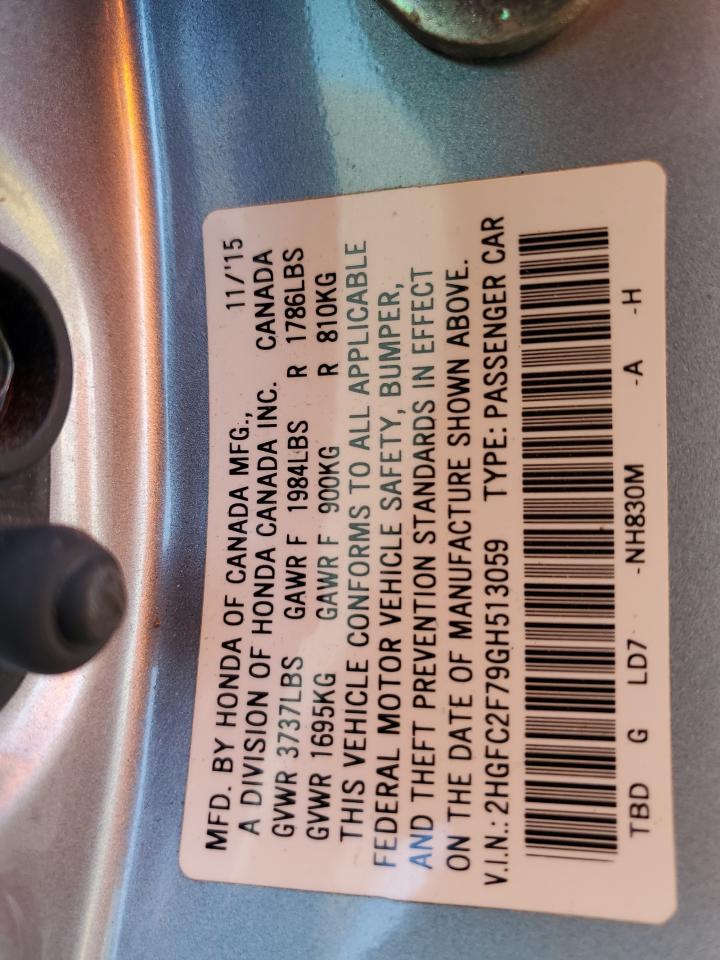 MFD. BY HONDA OF CANADA MFG., 11/'15
A DIVISION OF HONDA CANADA INC. CANADA
GVWR 3737LBS GAWR F 1984LBS R 1786LBS
GVWR 1695KG GAWR F 900KG R 810KG
THIS VEHICLE CONFORMS TO ALL APPLICABLE
FEDERAL MOTOR VEHICLE SAFETY, BUMPER,
AND THEFT PREVENTION STANDARDS IN EFFECT
ON THE DATE OF MANUFACTURE SHOWN ABOVE.
V.I.N.: 2HGFC2F79GH513059 TYPE: PASSENGER CAR
TBD G LD7 -NH830M -A -H